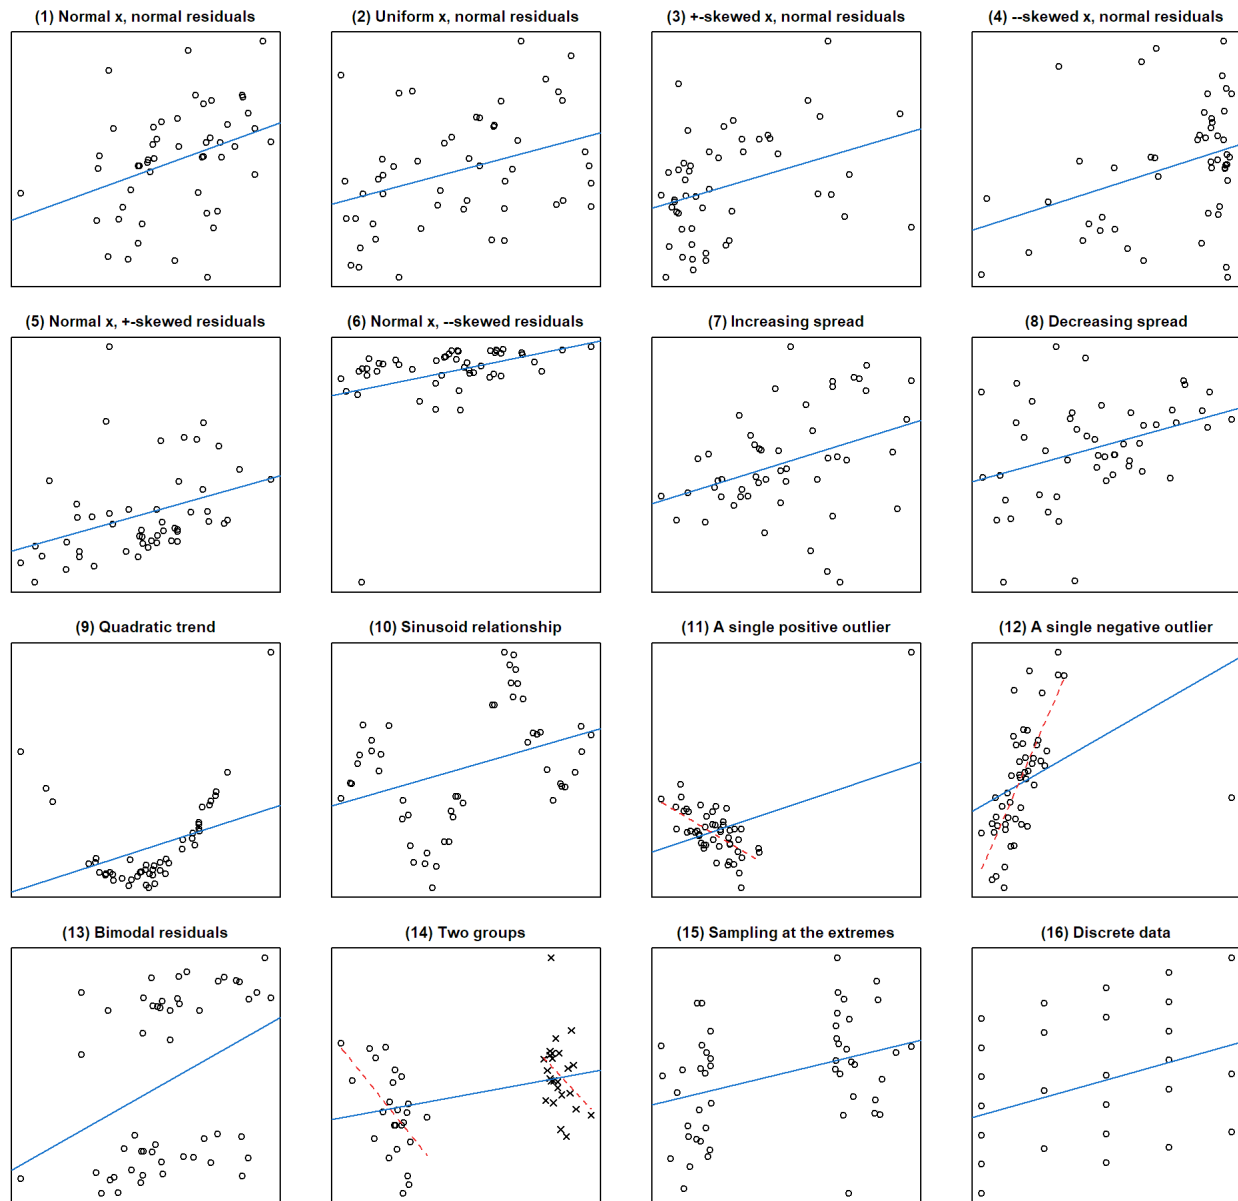 (1) Normal x, normal residuals
(2) Uniform x, normal residuals
(3) +-skewed x, normal residuals
(4) --skewed x, normal residuals
(5) Normal x, +-skewed residuals
(6) Normal x, --skewed residuals
(7) Increasing spread
(8) Decreasing spread
(9) Quadratic trend
(10) Sinusoid relationship
(11) A single positive outlier
(12) A single negative outlier
(13) Bimodal residuals
(14) Two groups
(15) Sampling at the extremes
(16) Discrete data